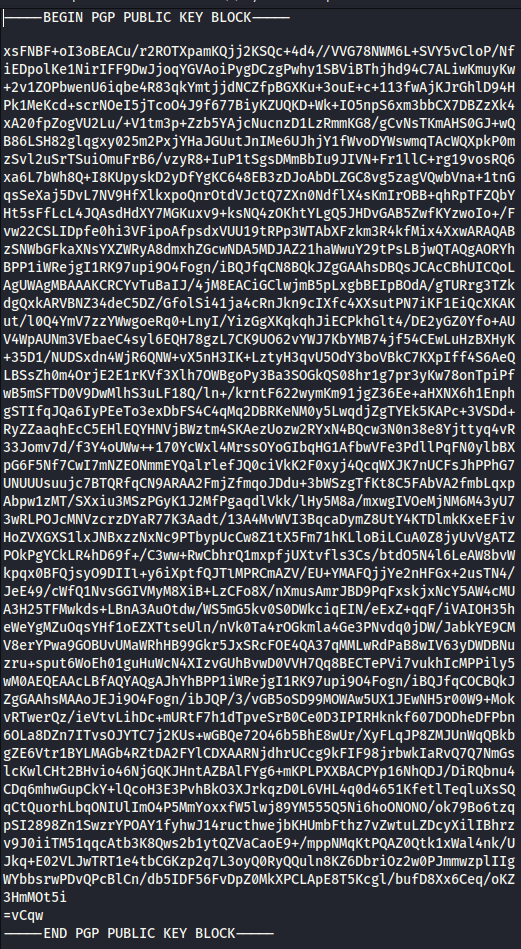 -----BEGIN PGP PUBLIC KEY BLOCK-----
xsFNBF+oI3oBEACu/r2ROTXpamKQjj2KSQc+4d4//VVG78NWM6L+SVY5vCloP/Nf
iEDpolKe1NirIFF9DwJjoqYGVAoiPygDCzgPwhy1SBViBThjhd94C7ALiwKmuyKw
+2v1ZOPbwenU6iqbe4R83qkYmtjjdNCZfpBGXKu+3ouE+c+113fwAjKJrGhlD94H
Pk1MeKcd+scrNOeI5jTcoO4J9f677BiyKZUQKD+Wk+IO5npS6xm3bbCX7DBZzXk4
xA20fpZogVU2Lu/+V1tm3p+Zzb5YAjcNucnzD1LzRmmKG8/gCvNsTKmAHS0GJ+wQ
B86LSH82glqgxy025m2PxjYHaJGUutJnIMe6UJhjY1fWvoDYWswmqTAcWQXpkP0m
zSvl2uSrTSuiOmuFrB6/vzyR8+IuP1tSgsDMmBbIu9JIVN+Fr1llC+rg19vosRQ6
xa6L7bWh8Q+I8KUpyskD2yDfYgKC648EB3zDJoAbDLZGC8vg5zagVQwbVna+1tnG
qsSeXaj5DvL7NV9HfXlkxpoQnrOtdVJctQ7ZXn0NdflX4sKmIrOBB+qhRpTFZQbY
Ht5sFfLcL4JQAsdHdXY7MGKuxv9+ksNQ4zOKhtYLgQ5JHDvGAB5ZwfKYzwoIo+/F
vw22CSLIDpfe0hi3VFipoAfpsdxVUU19tRPp3WTAbXFzkm3R4kfMix4XxwARAQAB
zSNWbGFkaXNsYXZWRyA8dmxhZGcwNDA5MDJAZ21haWwuY29tPsLBjwQTAQgAORYh
BPP1iWRejgI1RK97upi9O4Fogn/iBQJfqCN8BQkJZgGAAhsDBQsJCAcCBhUICQoL
AgUWAgMBAAAKCRCYvTuBaIJ/4jM8EACiGClwjmB5pLxgbBEIpBOdA/gTURrg3TZk
dgQxkARVBNZ34deC5DZ/GfolSi41ja4cRnJkn9cIXfc4XXsutPN7iKF1EiQcXKAK
ut/l0Q4YmV7zzYWwgoeRq0+LnyI/YizGgXKqkqhJiECPkhGlt4/DE2yGZ0Yfo+AU
V4WpAUNm3VEbaeC4syl6EQH78gzL7CK9UO62vYWJ7KbYMB74jf54CEwLuHzBXHyK
+35D1/NUDSxdn4WjR6QNW+vX5nH3IK+LztyH3qvU5OdY3boVBkC7KXpIff4S6AeQ
LBSsZh0m4OrjE2E1rKVf3Xlh7OWBgoPy3Ba3SOGkQS08hr1g7pr3yKw78onTpiPf
wB5mSFTD0V9DwMlhS3uLF18Q/ln+/krntF622wymKm91jgZ36Ee+aHXNX6h1Enph
gSTIfqJQa6IyPEeTo3exDbFS4C4qMq2DBRKeNM0y5LwqdjZgTYEk5KAPc+3VSDd+
RyZZaaqhEcC5EHlEQYHNVjBWztm4SKAezUozw2RYxN4BQcw3N0n38e8Yjttyq4vR
33Jomv7d/f3Y4oUWw++170YcWxl4MrssOYoGIbqHG1AfbwVFe3PdllPqFN0ylbBX
pG6F5Nf7CwI7mNZEONmmEYQalrlefJQ0ciVkK2F0xyj4QcqWXJK7nUCFsJhPPhG7
UNUUUsuujc7BTQRfqCN9ARAA2FmjZfmqoJDdu+3bWSzgTfKt8C5FAbVA2fmbLqxp
Abpw1zMT/SXxiu3MSzPGyK1J2MfPgaqdlVkk/lHy5M8a/mxwgIVOeMjNM6M43yU7
3wRLPOJcMNVzcrzDYaR77K3Aadt/13A4MvWVI3BqcaDymZ8UtY4KTDlmkKxeEFiv
HoZVXGXS1lxJNBxzzNxNc9PTbypUcCw8Z1tX5Fm71hKLloBiLCuA0Z8jyUvVgATZ
POkPgYCkLR4hD69f+/C3ww+RwCbhrQ1mxpfjUXtvfls3Cs/btdO5N4l6LeAW8bvW
kpqx0BFQjsyO9DIIl+y6iXptfQJTlMPRCmAZV/EU+YMAFQjjYe2nHFGx+2usTN4/
JeE49/cWfQ1NvsGGIVMyM8XiB+LzCFo8X/nXmusAmrJBD9PqFxskjxNcY5AW4cMU
A3H25TFMwkds+LBnA3AuOtdw/WS5mG5kv0S0DWkciqEIN/eExZ+qqF/iVAIOH35h
eWeYgMZuOqsYHf1oEZXTtseUln/nVk0Ta4rOGkmla4Ge3PNvdq0jDW/JabkYE9CM
V8erYPwa9GOBUvUMaWRhHB99Gkr5JxSRcFOE4QA37qMMLwRdPaB8wIV63yDWDBNu
zru+sput6WoEh01guHuWcN4XIzvGUhBvwD0VVH7Qq8BECTePVi7vukhIcMPPily5
wM0AEQEAAcLBfAQYAQgAJhYhBPP1iWRejgI1RK97upi9O4Fogn/iBQJfqCOCBQkJ
ZgGAAhsMAAoJEJi9O4Fogn/ibJQP/3/vGB5oSD99MOWAw5UX1JEwNH5r00W9+Mok
vRTwerQz/ieVtvLihDc+mURtF7h1dTpveSrB0Ce0D3IPIRHknkf607DODheDFPbn
6OLa8DZn7ITvsOJYTC7j2KUs+wGBQe72O46b5BhE8wUr/XyFLqJP8ZMJUnWqQBkb
gZE6Vtr1BYLMAGb4RZtDA2FYlCDXAARNjdhrUCcg9kFIF98jrbwkIaRvQ7Q7NmGs
lcKwlCHt2BHvio46NjGQKJHntAZBAlFYg6+mKPLPXXBACPYp16NhQDJ/DiRQbnu4
CDq6mhwGupCkY+lQcoH3E3PvhBkO3XJrkqzD0L6VHL4q0d4651KfetlTeqluXsSQ
qCtQuorhLbqONIUlImO4P5MmYoxxfW5lwj89YM555Q5Ni6hoONONO/ok79Bo6tzq
pSI2898Zn1SwzrYPOAY1fyhwJ14ructhwejbKHUmbFthz7vZwtuLZDcyXilIBhrz
v9J0iiTM51qqcAtb3K8Qws2b1ytQZVaCaoE9+/mppNMqKtPQAZ0Qtk1xWal4nk/U
Jkq+E02VLJwTRT1e4tbCGKzp2q7L3oyQ0RyQQuln8KZ6DbriOz2w0PJmmwzplIIg
WYbbsrwPDvQPcBlCn/db5IDF56FvDpZ0MkXPCLApE8T5Kcgl/bufD8Xx6Ceq/oKZ
3HmMOt5i
=vCqw
-----END PGP PUBLIC KEY BLOCK-----